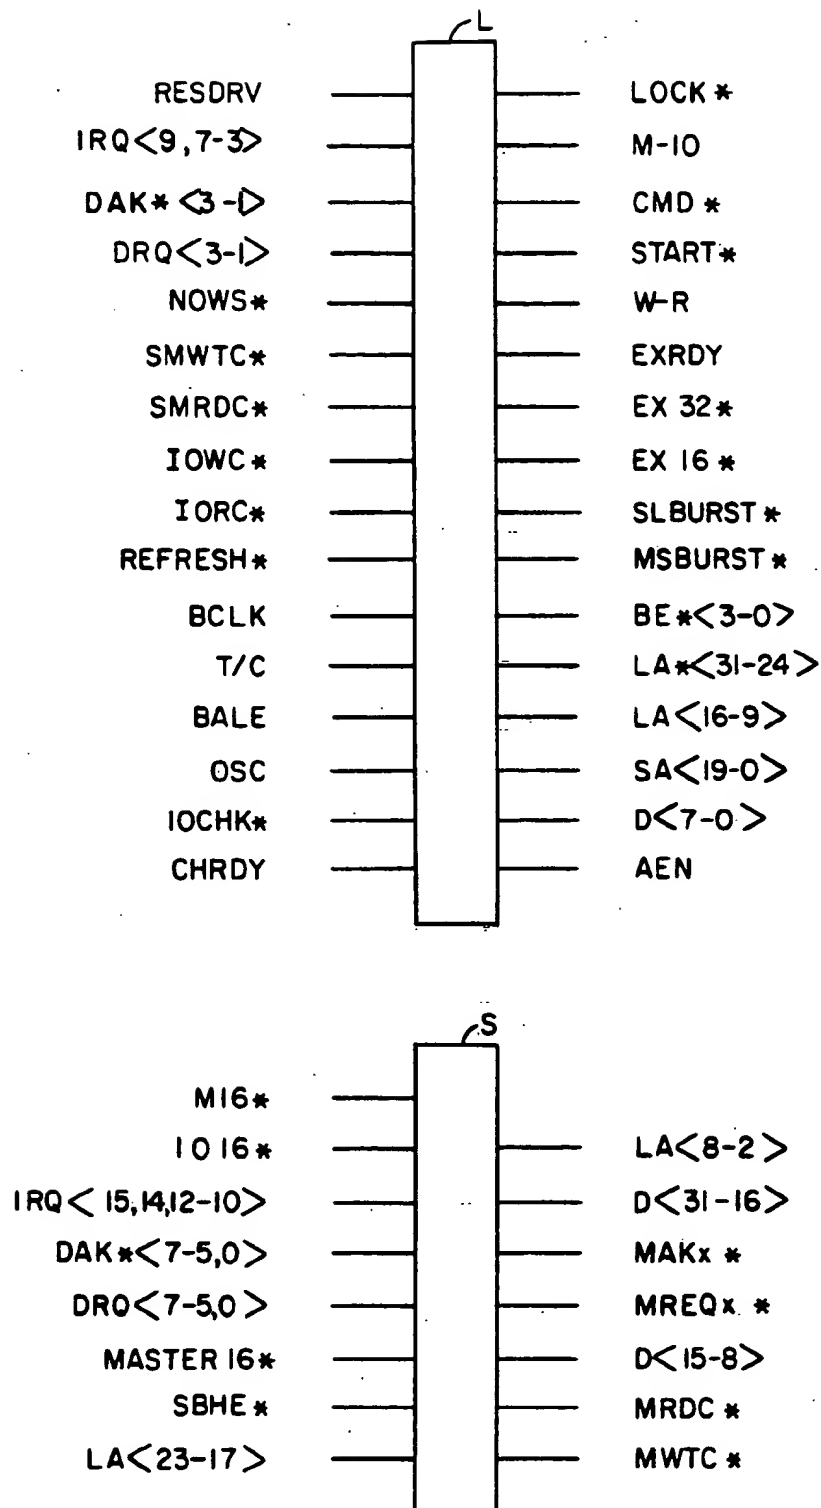 L
RESDRV LOCK *
IRQ<9,7-3> M-IO
DAK* <3-1> CMD *
DRQ<3-1> START*
NOWS* W-R
SMWTC* EXRDY
SMRDC* EX 32*
IOWC* EX 16 *
IORC* SLBURST *
REFRESH* MSBURST *
BCLK BE*<3-0>
T/C LA*<31-24>
BALE LA<16-9>
OSC SA<19-0>
IOCHK* D<7-0>
CHRDY AEN
S
M16*
IO 16* LA<8-2>
IRQ<15,14,12-10> D<31-16>
DAK*<7-5,0> MAKx *
DRQ<7-5,0> MREQx *
MASTER 16* D<15-8>
SBHE* MRDC *
LA<23-17> MWTC *